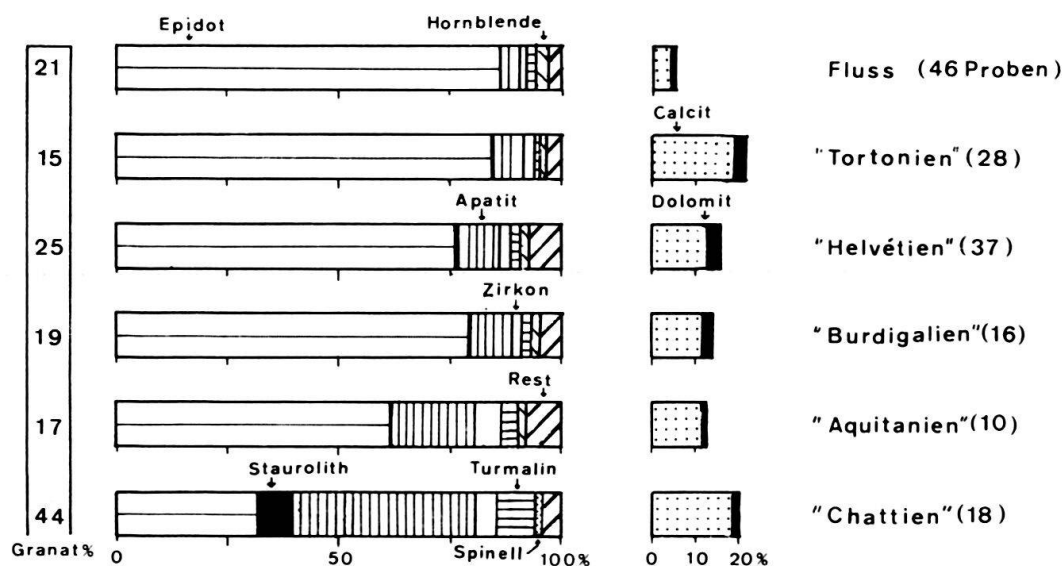 Epidot Hornblende
21 Fluss (46 Proben)
Calcit
15 "Tortonien" (28)
Apatit Dolomit
25 "Helvétien" (37)
Zirkon
19 "Burdigalien" (16)
Rest
17 "Aquitanien" (10)
Staurolith Turmalin
44 "Chattien" (18)
Granat% 0 50 Spinell 100% 0 20%